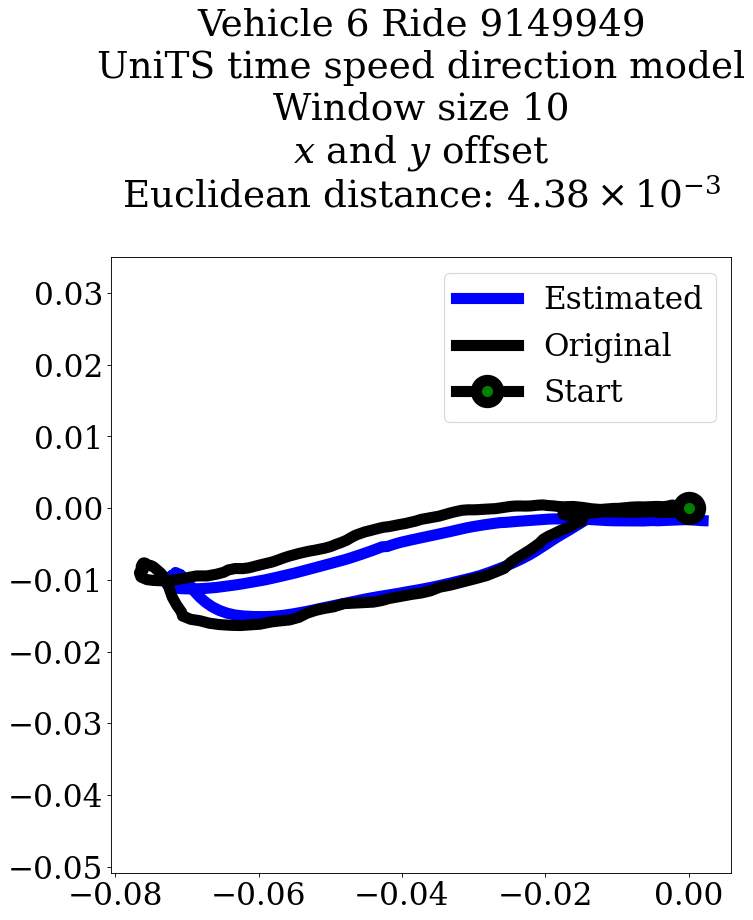 Vehicle 6 Ride 9149949
UniTS time speed direction model
Window size 10
x and y offset
Euclidean distance: 4.38 × 10⁻³
Estimated
Original
Start
0.03
0.02
0.01
0.00
−0.01
−0.02
−0.03
−0.04
−0.05
−0.08 −0.06 −0.04 −0.02 0.00